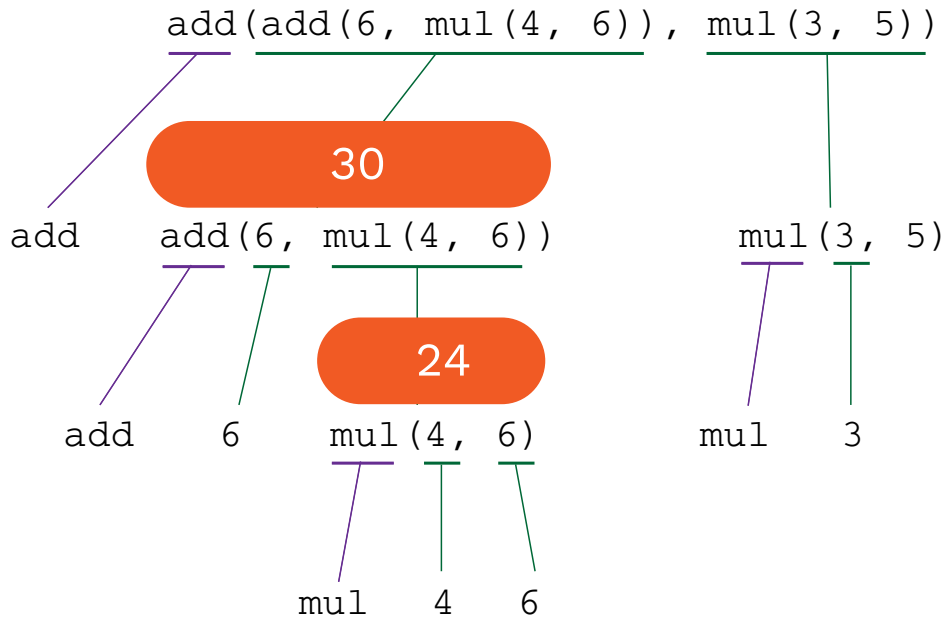 add(add(6, mul(4, 6)), mul(3, 5))
30
add add(6, mul(4, 6)) mul(3, 5)
24
add 6 mul(4, 6) mul 3
mul 4 6